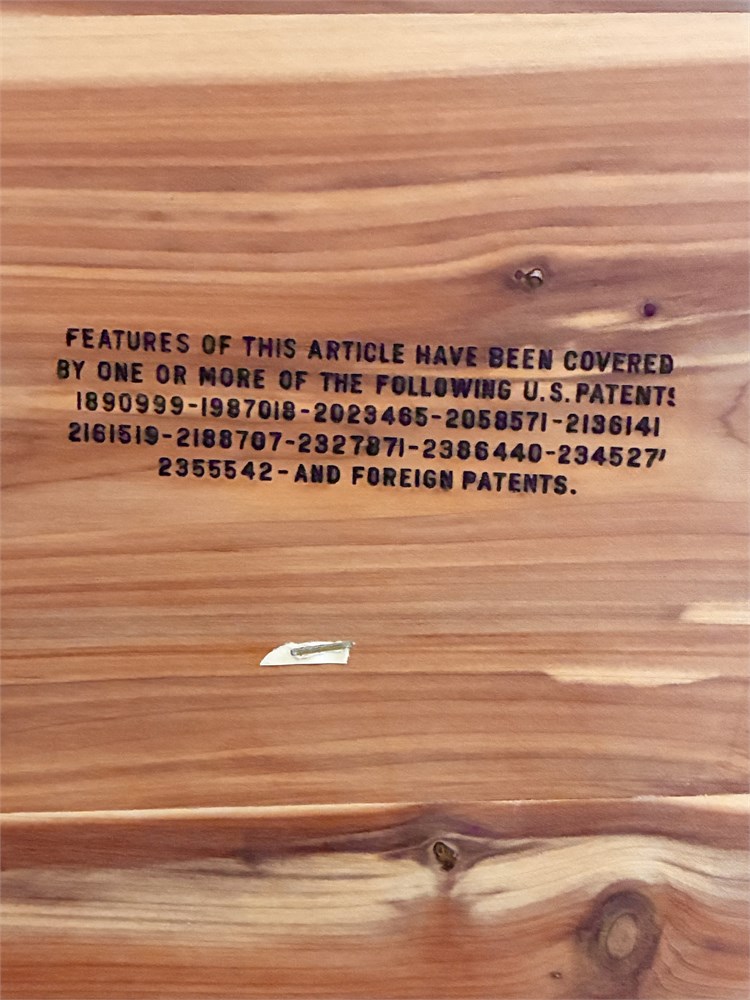 FEATURES OF THIS ARTICLE HAVE BEEN COVERED
BY ONE OR MORE OF THE FOLLOWING U.S. PATENTS
1890999-1987018-2023465-2058571-2136141
2161519-2188707-2327871-2386440-
2355542-AND FOREIGN PATENTS.